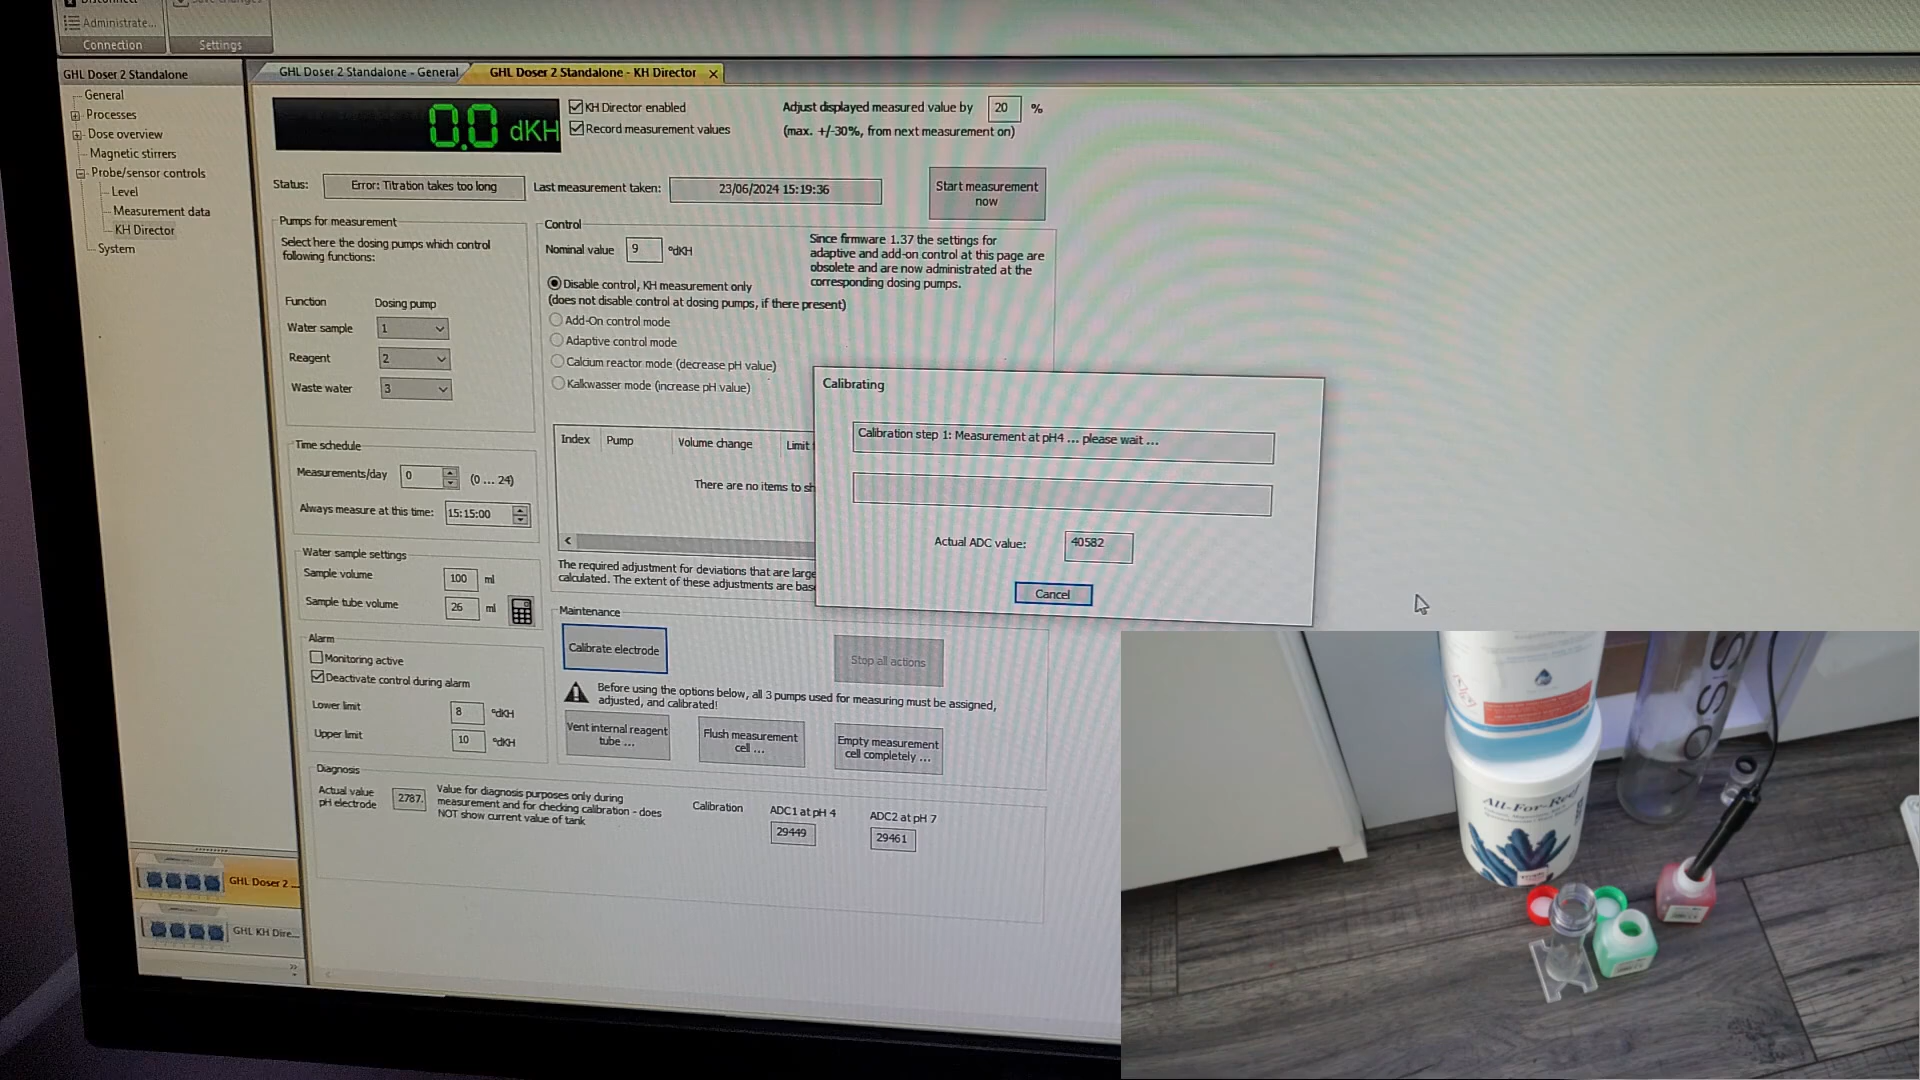 Administrate...
Connection
Settings
GHL Doser 2 Standalone
General
Processes
Dose overview
Magnetic stirrers
Probe/sensor controls
Level
Measurement data
KH Director
System
GHL Doser 2 ...
GHL KH Dire...
GHL Doser 2 Standalone - General
GHL Doser 2 Standalone - KH Director
0.0 dKH
KH Director enabled
Record measurement values
Adjust displayed measured value by 20 %
(max. +/-30%, from next measurement on)
Status: Error: Titration takes too long
Last measurement taken: 23/06/2024 15:19:36
Start measurement
now
Pumps for measurement
Select here the dosing pumps which control
following functions:
Function Dosing pump
Water sample 1
Reagent 2
Waste water 3
Control
Nominal value 9 °dKH
Since firmware 1.37 the settings for
adaptive and add-on control at this page are
obsolete and are now administrated at the
corresponding dosing pumps.
Disable control, KH measurement only
(does not disable control at dosing pumps, if there present)
Add-On control mode
Adaptive control mode
Calcium reactor mode (decrease pH value)
Kalkwasser mode (increase pH value)
Index Pump Volume change Limit
There are no items to sh
The required adjustment for deviations that are large
calculated. The extent of these adjustments are bas
Time schedule
Measurements/day 0 (0 ... 24)
Always measure at this time: 15:15:00
Water sample settings
Sample volume 100 ml
Sample tube volume 26 ml
Alarm
Monitoring active
Deactivate control during alarm
Lower limit 8 °dKH
Upper limit 10 °dKH
Maintenance
Calibrate electrode
Stop all actions
Before using the options below, all 3 pumps used for measuring must be assigned,
adjusted, and calibrated!
Vent internal reagent
tube ...
Flush measurement
cell ...
Empty measurement
cell completely ...
Diagnosis
Actual value
pH electrode
2787.
Value for diagnosis purposes only during
measurement and for checking calibration - does
NOT show current value of tank
Calibration
ADC1 at pH 4
29449
ADC2 at pH 7
29461
Calibrating
Calibration step 1: Measurement at pH4 ... please wait ...
Actual ADC value: 40582
Cancel
All-For-Reef